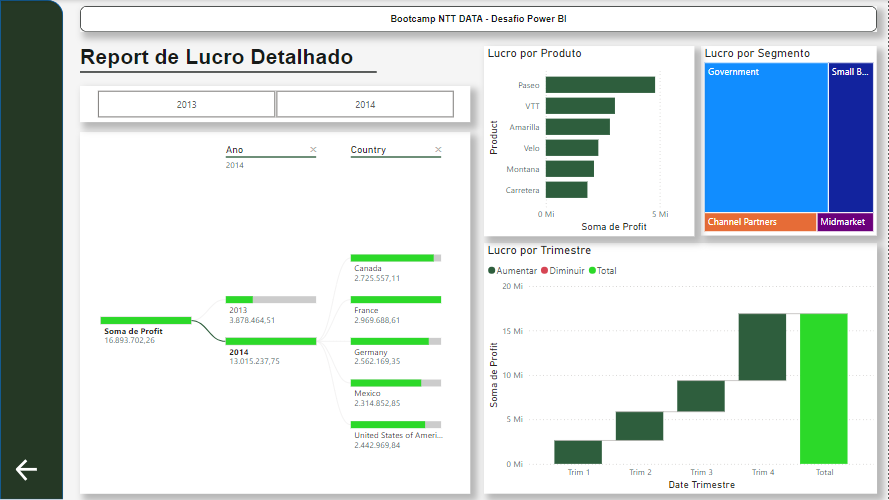 Bootcamp NTT DATA - Desafio Power BI
Report de Lucro Detalhado
2013
2014
Ano
2014
Country
Soma de Profit
16.893.702,26
2013
3.878.464,51
2014
13.015.237,75
Canada
2.725.557,11
France
2.969.688,61
Germany
2.562.169,35
Mexico
2.314.852,85
United States of Ameri...
2.442.969,84
Lucro por Produto
Product
Paseo
VTT
Amarilla
Velo
Montana
Carretera
0 Mi
5 Mi
Soma de Profit
Lucro por Segmento
Government
Small B...
Channel Partners
Midmarket
Lucro por Trimestre
Aumentar
Diminuir
Total
Soma de Profit
20 Mi
15 Mi
10 Mi
5 Mi
0 Mi
Trim 1
Trim 2
Trim 3
Trim 4
Total
Date Trimestre